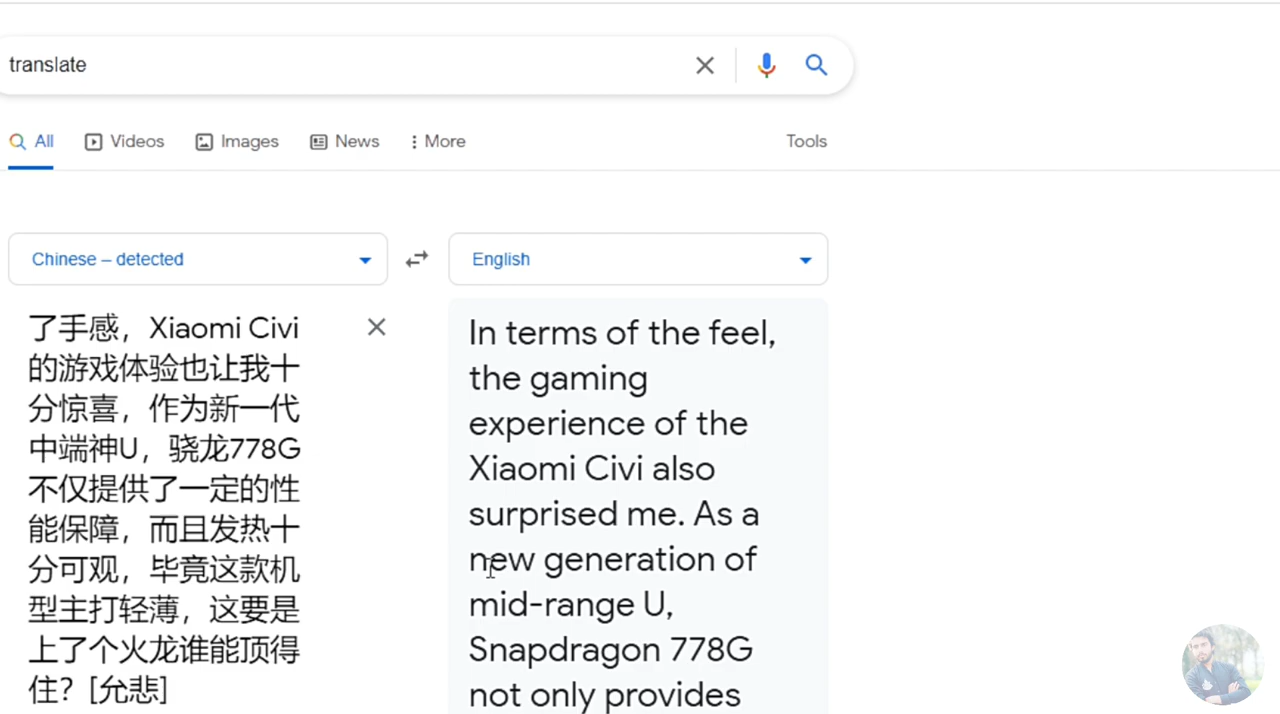 translate
All
Videos
Images
News
More
Tools
Chinese – detected
English
了手感，Xiaomi Civi
的游戏体验也让我十
分惊喜，作为新一代
中端神U，骁龙778G
不仅提供了一定的性
能保障，而且发热十
分可观，毕竟这款机
型主打轻薄，这要是
上了个火龙谁能顶得
住？[允悲]
In terms of the feel,
the gaming
experience of the
Xiaomi Civi also
surprised me. As a
new generation of
mid-range U,
Snapdragon 778G
not only provides